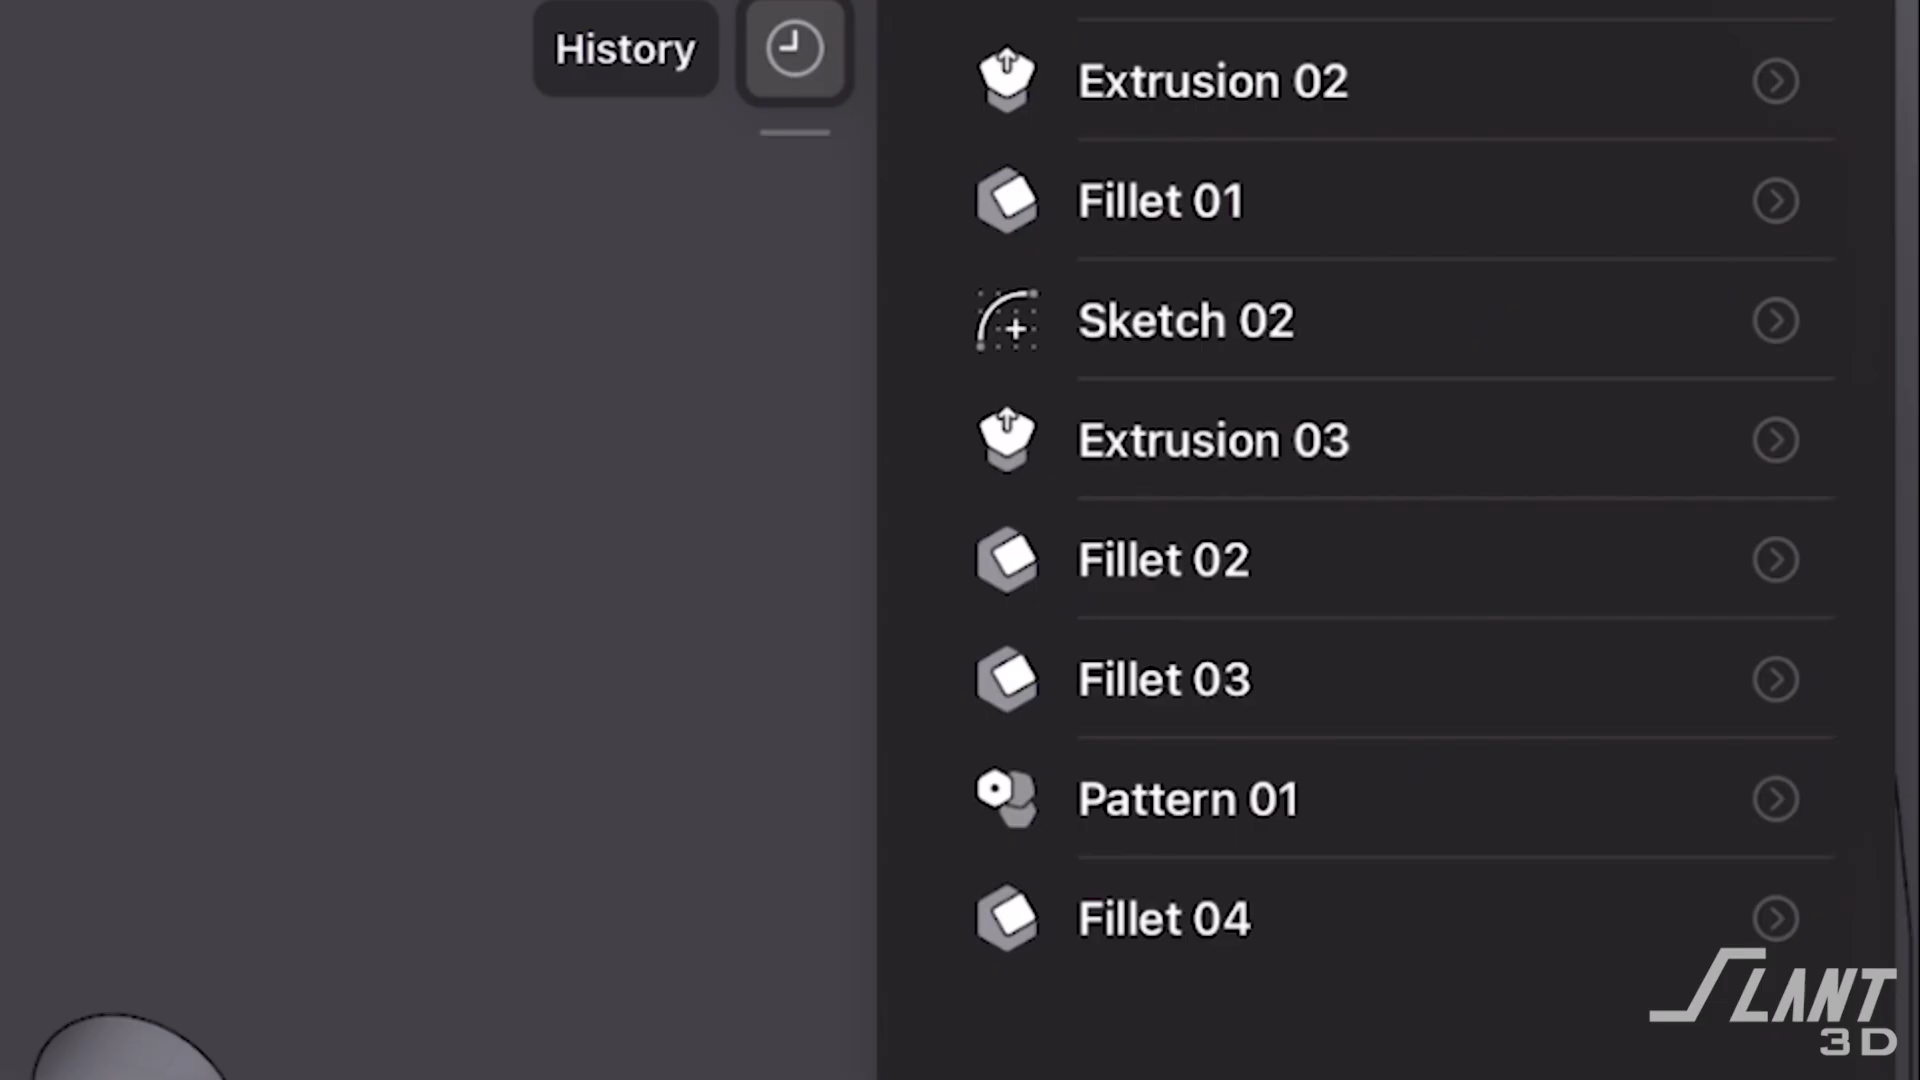 History
Extrusion 02
Fillet 01
Sketch 02
Extrusion 03
Fillet 02
Fillet 03
Pattern 01
Fillet 04
SLANT
3D